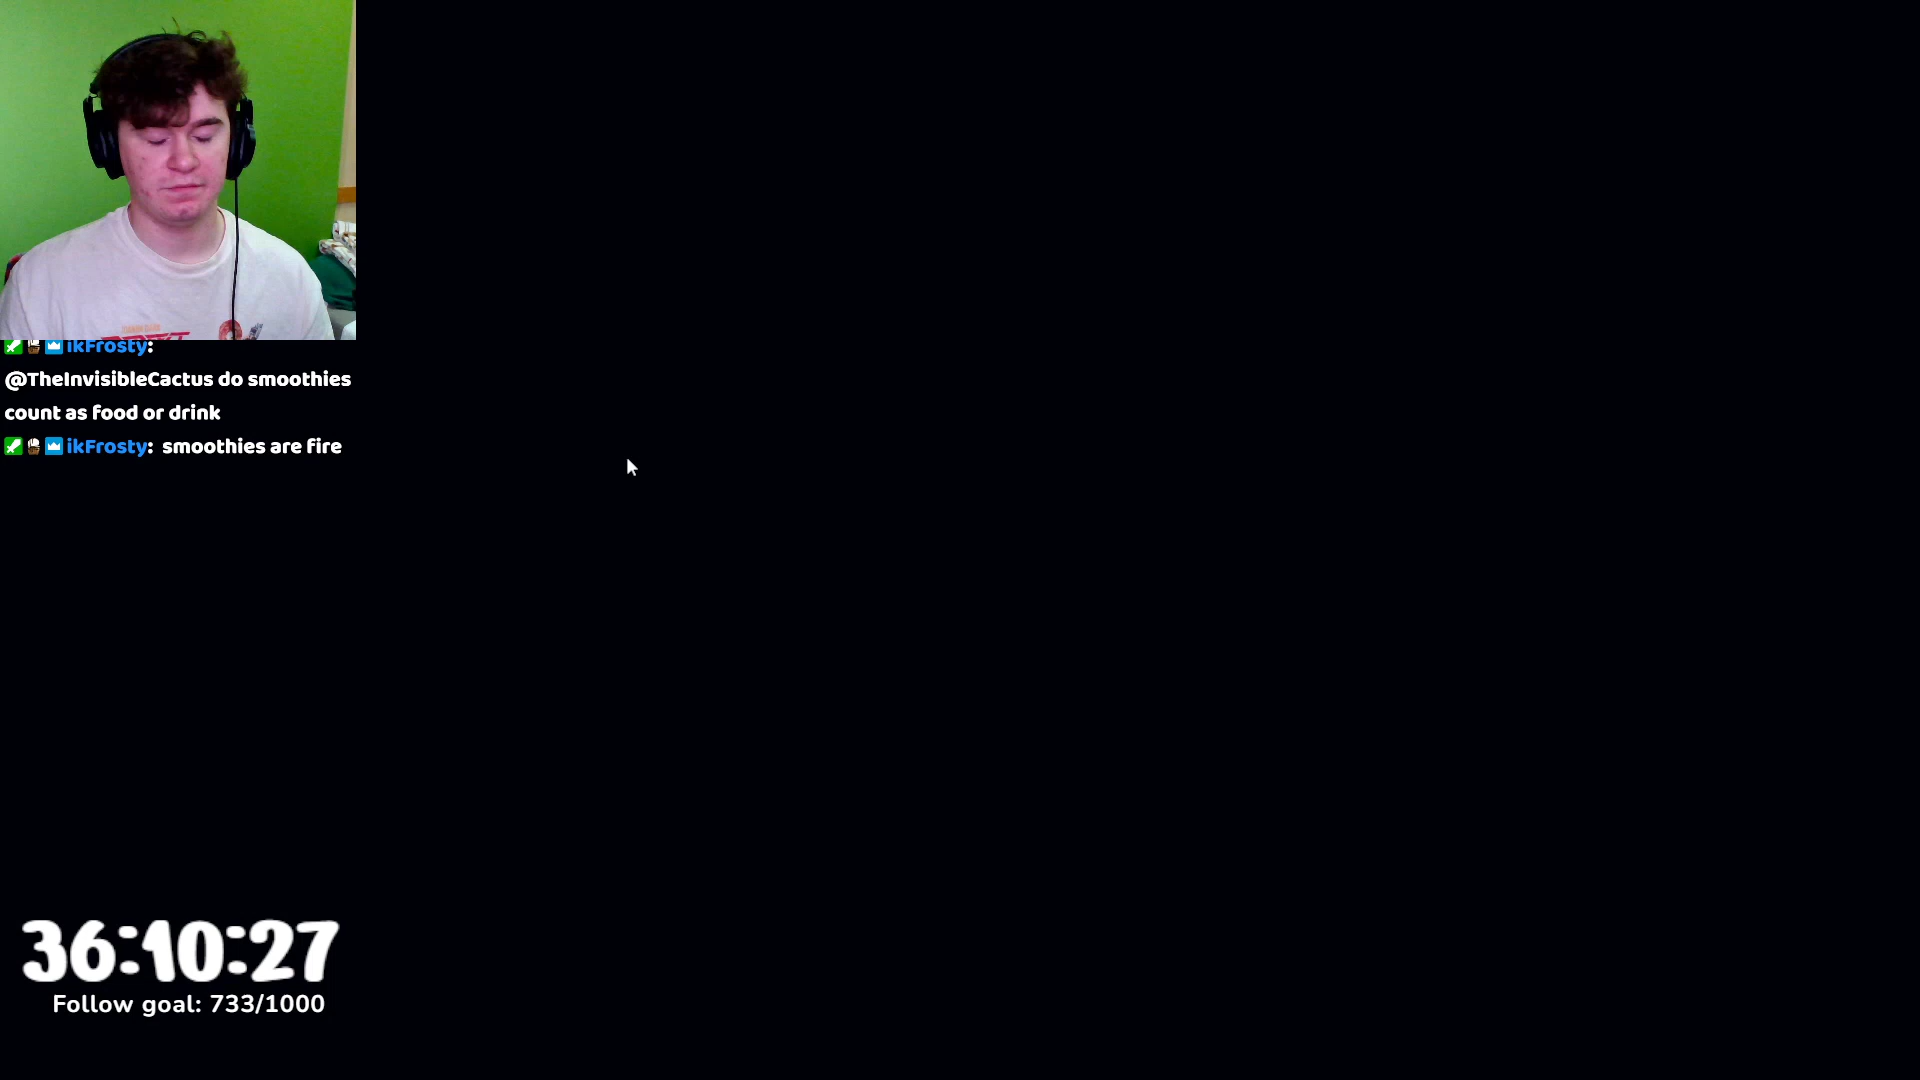 ikFrosty:
@TheInvisibleCactus do smoothies
count as food or drink
ikFrosty: smoothies are fire
36:10:27
Follow goal: 733/1000